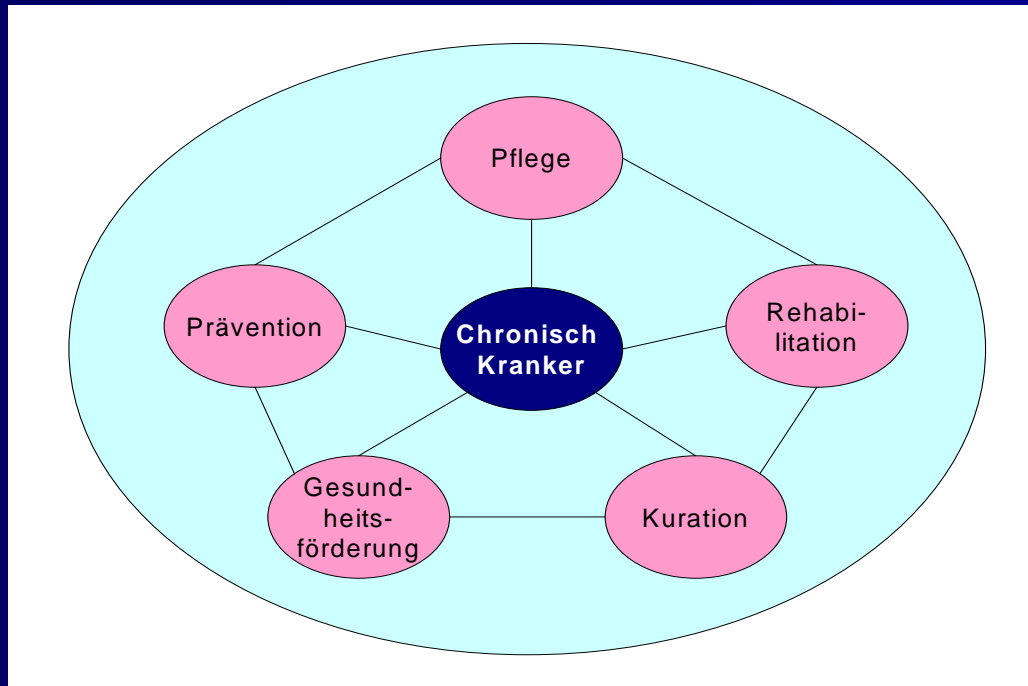 Pflege
Prävention
Chronisch
Kranker
Rehabi-
litation
Gesund-
heits-
förderung
Kuration